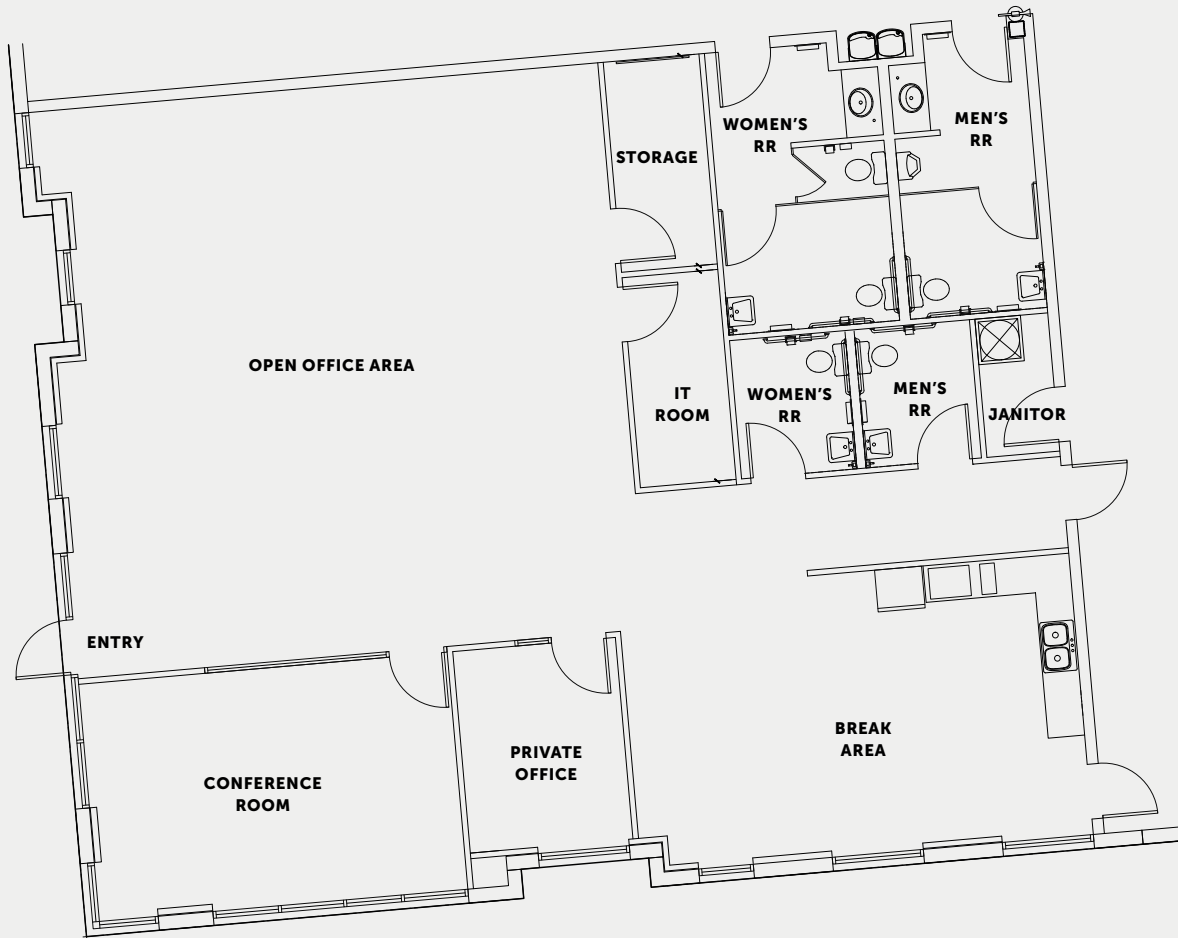 WOMEN'S
RR
MEN'S
RR
STORAGE
OPEN OFFICE AREA
IT
ROOM
WOMEN'S
RR
MEN'S
RR
JANITOR
ENTRY
CONFERENCE
ROOM
PRIVATE
OFFICE
BREAK
AREA